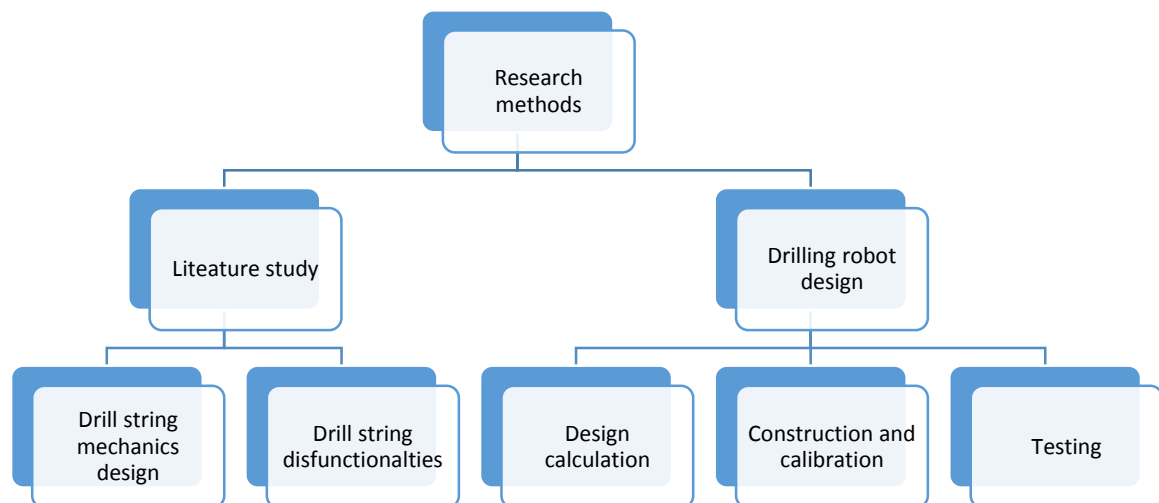 Research
methods
Liteature study
Drilling robot
design
Drill string
mechanics
design
Drill string
disfunctionalties
Design
calculation
Construction and
calibration
Testing